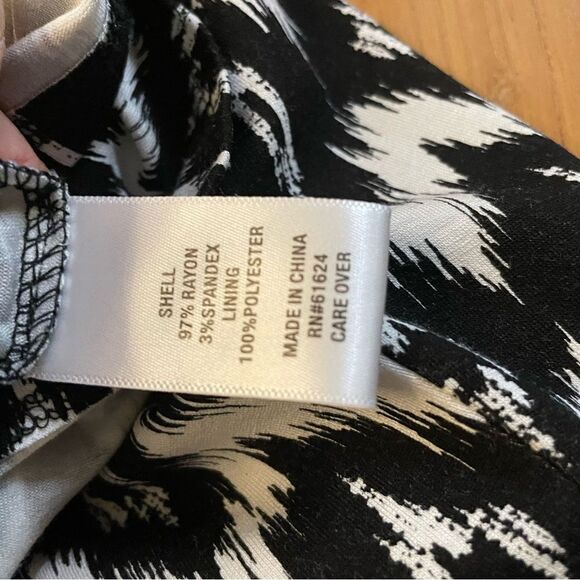 SHELL
97% RAYON
3%SPANDEX
LINING
100%POLYESTER
MADE IN CHINA
RN#61624
CARE OVER